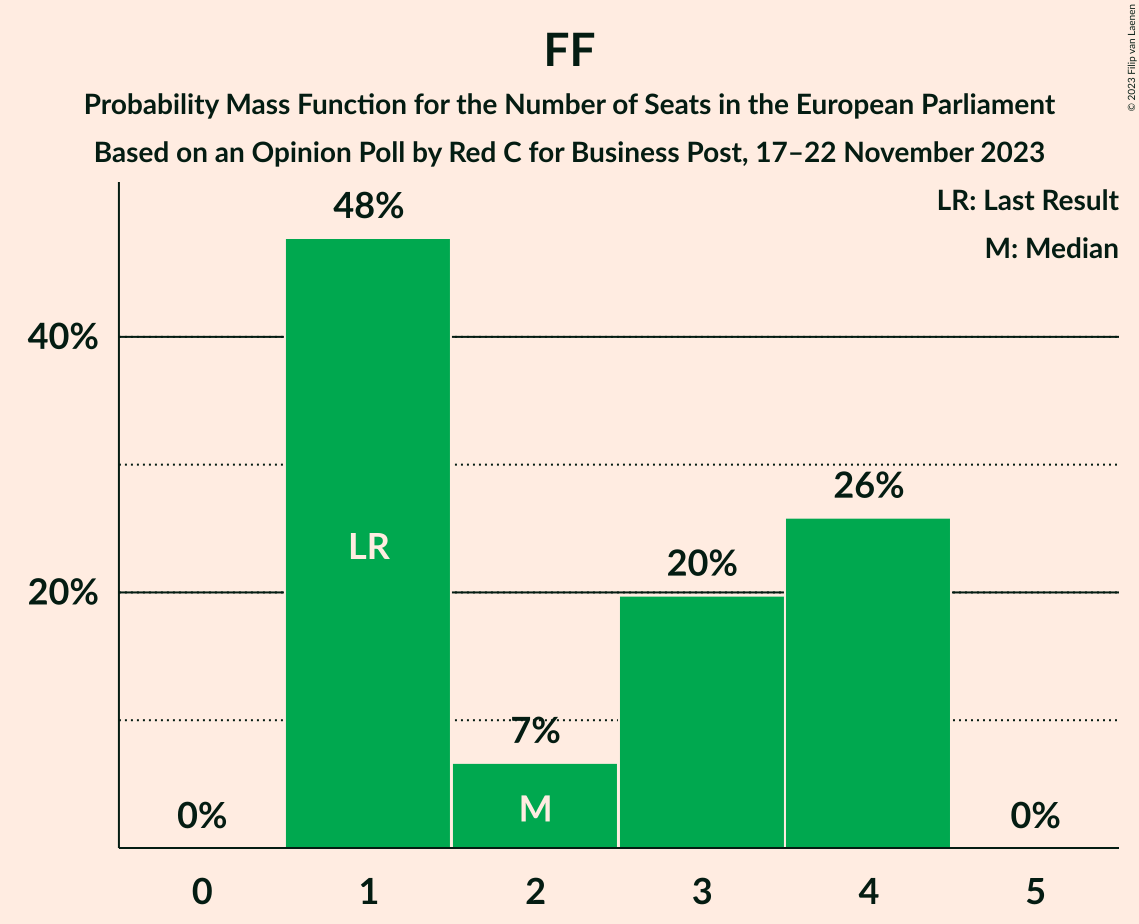 FF
Probability Mass Function for the Number of Seats in the European Parliament
Based on an Opinion Poll by Red C for Business Post, 17–22 November 2023
© 2023 Filip van Laenen
LR: Last Result
M: Median
48%
40%
26%
LR
20%
20%
7%
M
0%
0%
0 1 2 3 4 5